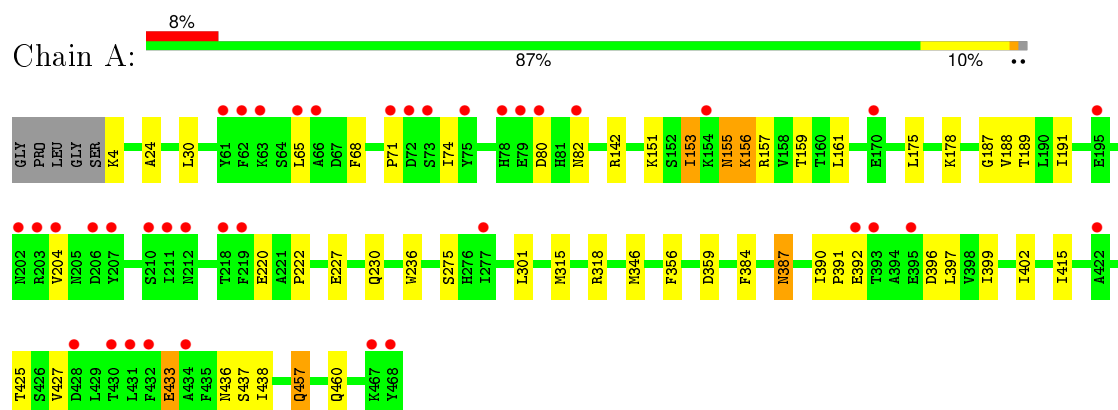 8%
Chain A:
87%
10%
GLY PRO LEU GLY SER K4 A24 L30 Y61 F62 K63 S64 L65 A66 D67 F68 P71 D72 S73 I74 Y75 H78 E79 D80 H81 N82 R142 K151 S152 I153 K154 N155 K156 R157 V158 T159 T160 L161 E170 L175 K178 G187 V188 T189 L190 I191 E195
N202 R203 V204 N205 D206 Y207 S210 I211 N212 T218 F219 E220 A221 P222 E227 Q230 W236 S275 H276 I277 L301 M315 R318 M346 F356 D359 F384 N387 I390 P391 E392 T393 A394 E395 D396 L397 V398 I399 I402 I415 A422
T425 S426 V427 D428 L429 T430 L431 F432 E433 A434 F435 N436 S437 I438 Q457 Q460 K467 Y468